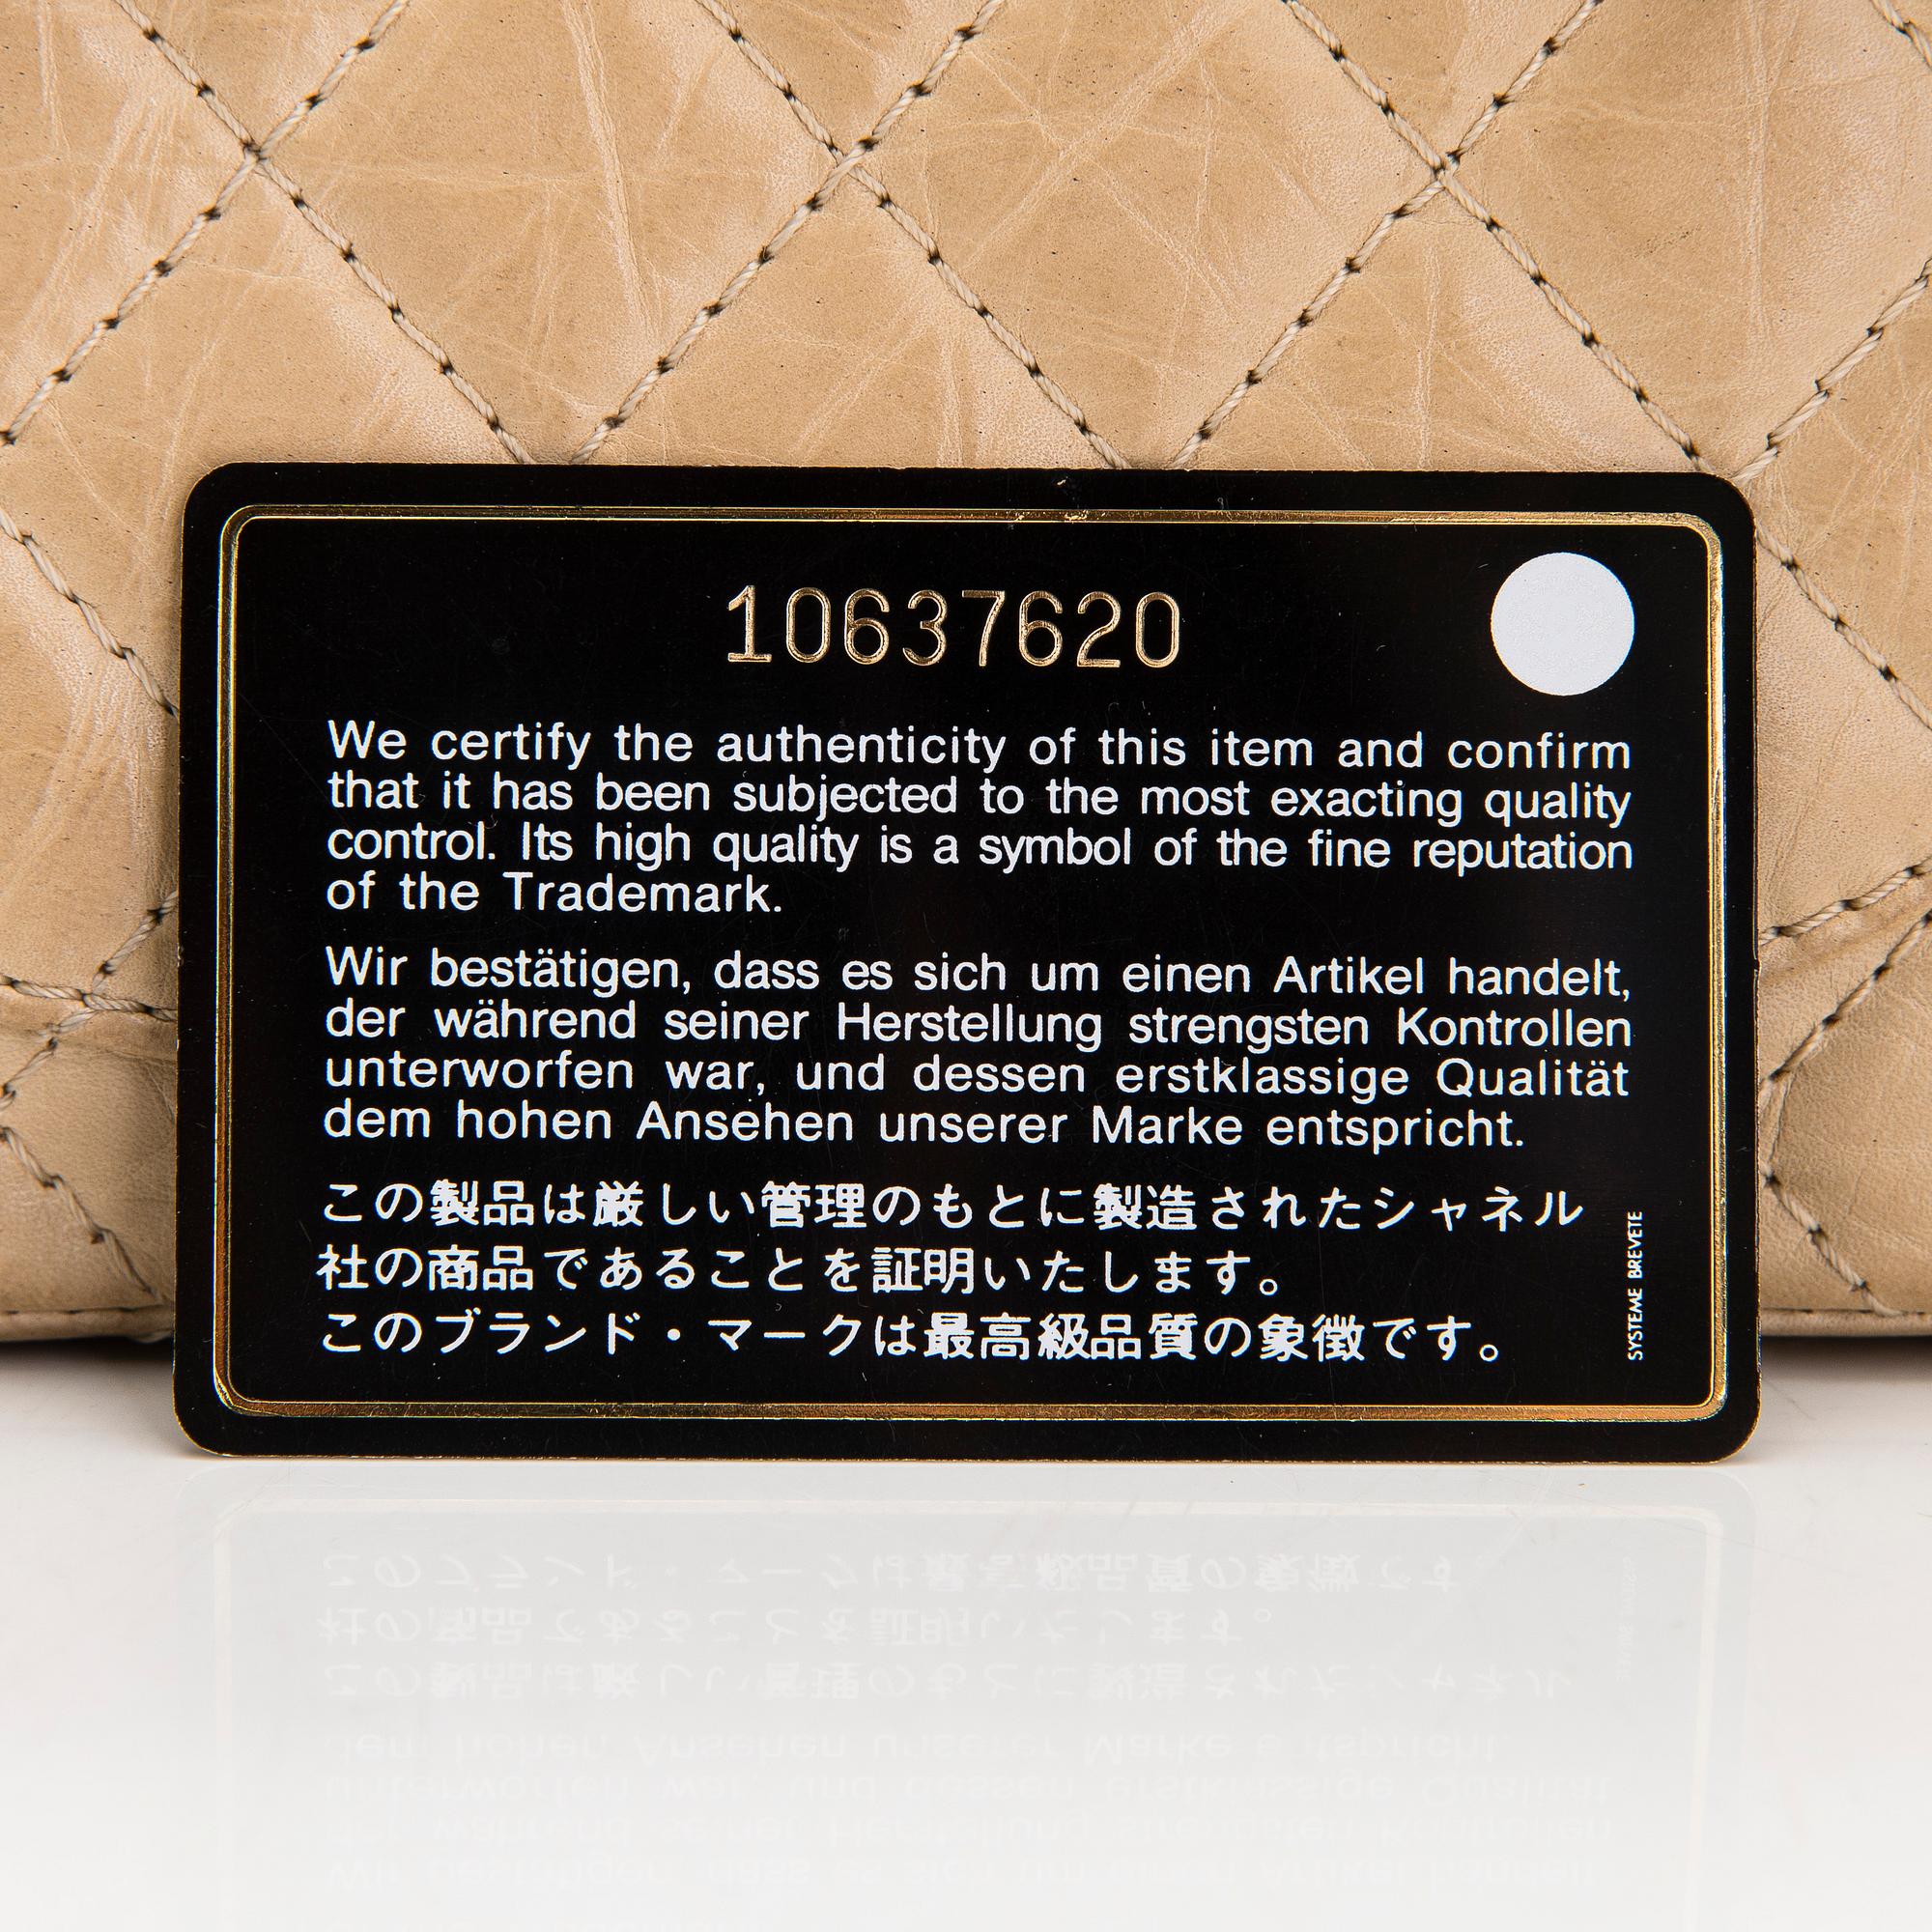 10637620
We certify the authenticity of this item and confirm
that it has been subjected to the most exacting quality
control. Its high quality is a symbol of the fine reputation
of the Trademark.
Wir bestätigen, dass es sich um einen Artikel handelt,
der während seiner Herstellung strengsten Kontrollen
unterworfen war, und dessen erstklassige Qualität
dem hohen Ansehen unserer Marke entspricht.
この製品は厳しい管理のもとに製造されたシャネル
社の商品であることを証明いたします。
このブランド・マークは最高級品質の象徴です。
SYSTEME BREVETE